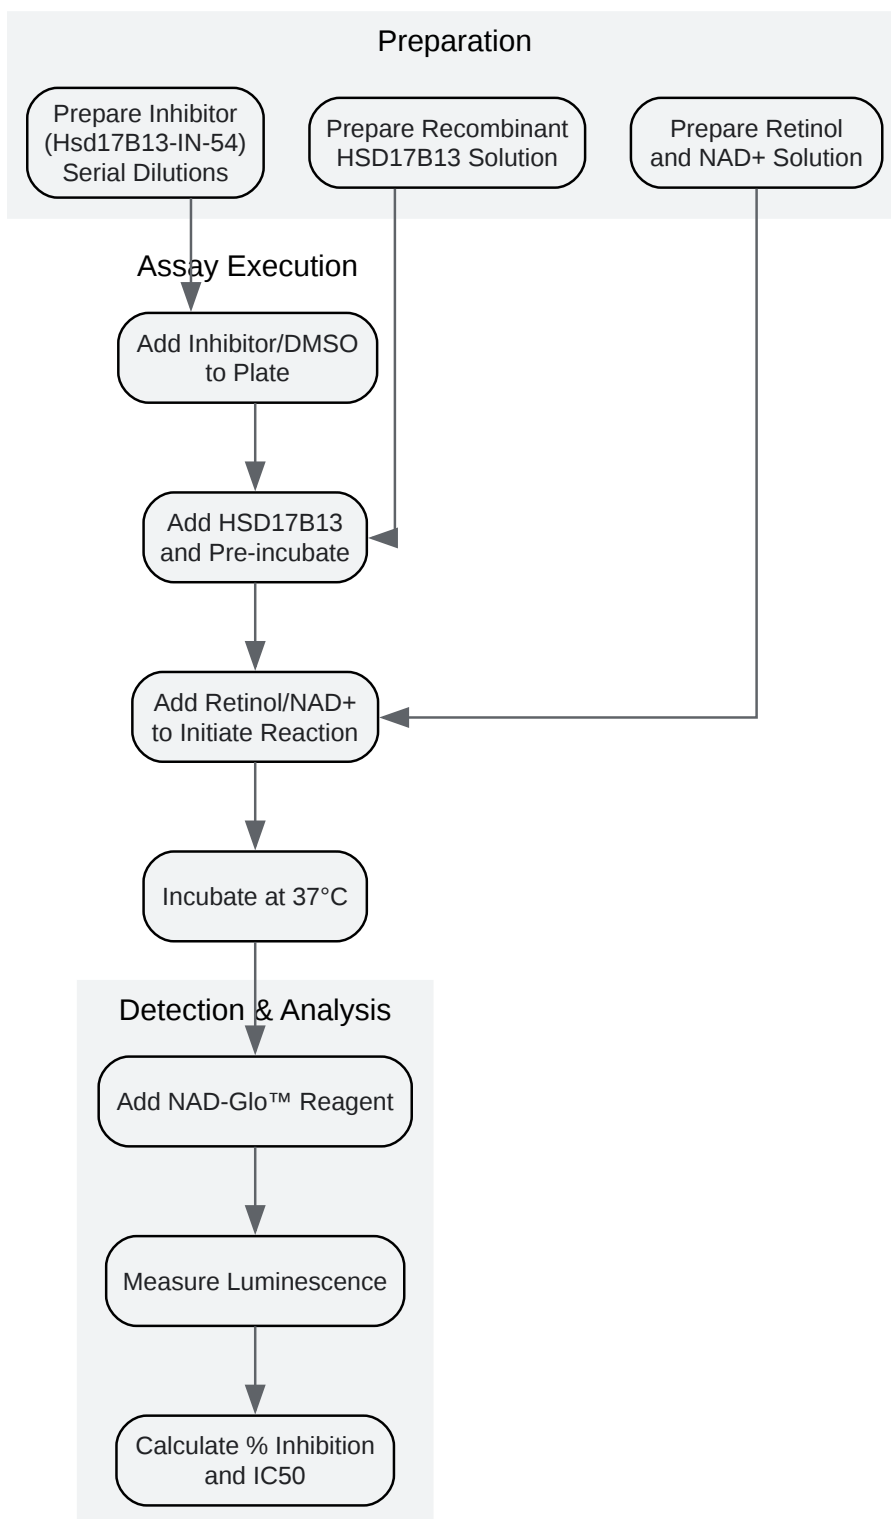 Preparation
Prepare Inhibitor
(Hsd17B13-IN-54)
Serial Dilutions
Prepare Recombinant
HSD17B13 Solution
Prepare Retinol
and NAD+ Solution
Assay Execution
Add Inhibitor/DMSO
to Plate
Add HSD17B13
and Pre-incubate
Add Retinol/NAD+
to Initiate Reaction
Incubate at 37°C
Detection & Analysis
Add NAD-Glo™ Reagent
Measure Luminescence
Calculate % Inhibition
and IC50